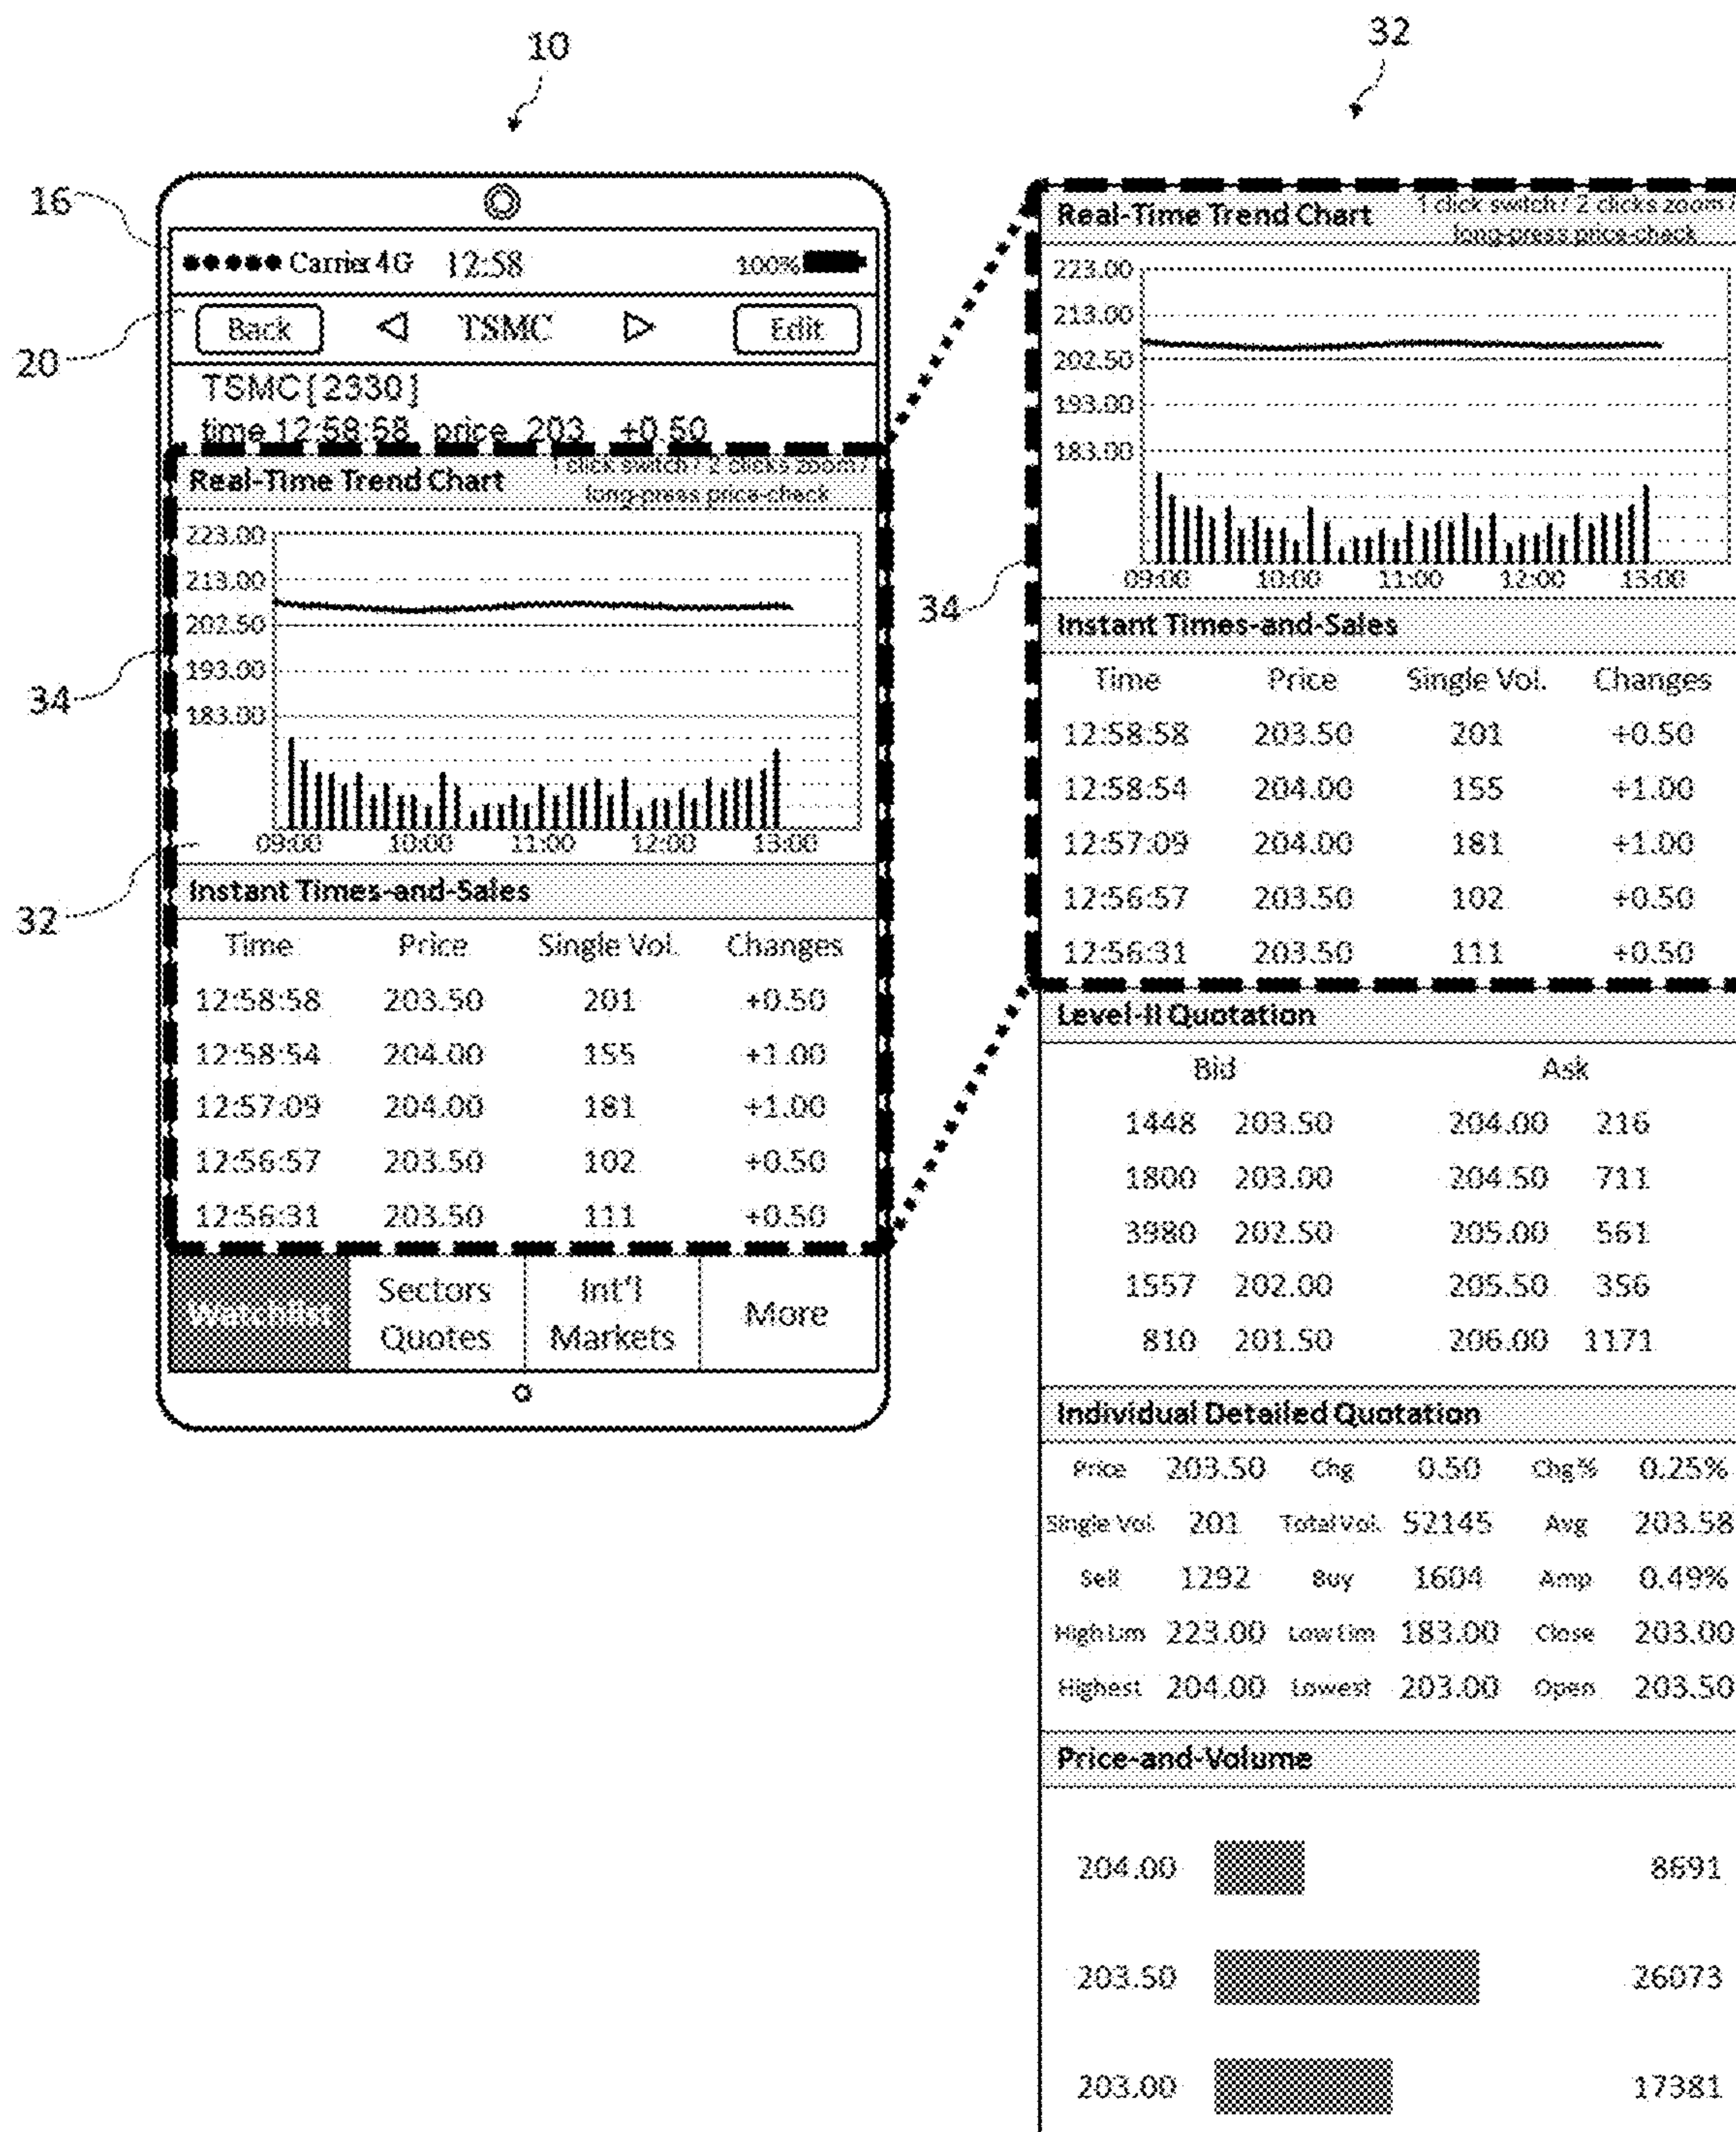 10
16
Carrier 4G 12:58 100%
20
Back TSMC Edit
TSMC[2330]
time 12:58:58 price 203 +0.50
Real-Time Trend Chart 1 click switch / 2 clicks zoom /
long-press price-check
223.00
213.00
202.50
34
193.00
183.00
09:00 10:00 11:00 12:00 13:00
32
Instant Times-and-Sales
Time Price Single Vol. Changes
12:58:58 203.50 201 +0.50
12:58:54 204.00 155 +1.00
12:57:09 204.00 181 +1.00
12:56:57 203.50 102 +0.50
12:56:31 203.50 111 +0.50
Watchlist Sectors Quotes Int'l Markets More
32
Real-Time Trend Chart 1 click switch / 2 clicks zoom /
long-press price-check
223.00
213.00
202.50
193.00
183.00
09:00 10:00 11:00 12:00 13:00
34
Instant Times-and-Sales
Time Price Single Vol. Changes
12:58:58 203.50 201 +0.50
12:58:54 204.00 155 +1.00
12:57:09 204.00 181 +1.00
12:56:57 203.50 102 +0.50
12:56:31 203.50 111 +0.50
Level-II Quotation
Bid Ask
1448 203.50 204.00 216
1800 203.00 204.50 711
3980 202.50 205.00 561
1557 202.00 205.50 356
810 201.50 206.00 1171
Individual Detailed Quotation
Price 203.50 Chg 0.50 Chg% 0.25%
Single Vol. 201 Total Vol. 52145 Avg 203.58
Sell 1292 Buy 1604 Amp 0.49%
High Lim 223.00 Low Lim 183.00 Close 203.00
Highest 204.00 Lowest 203.00 Open 203.50
Price-and-Volume
204.00 8691
203.50 26073
203.00 17381